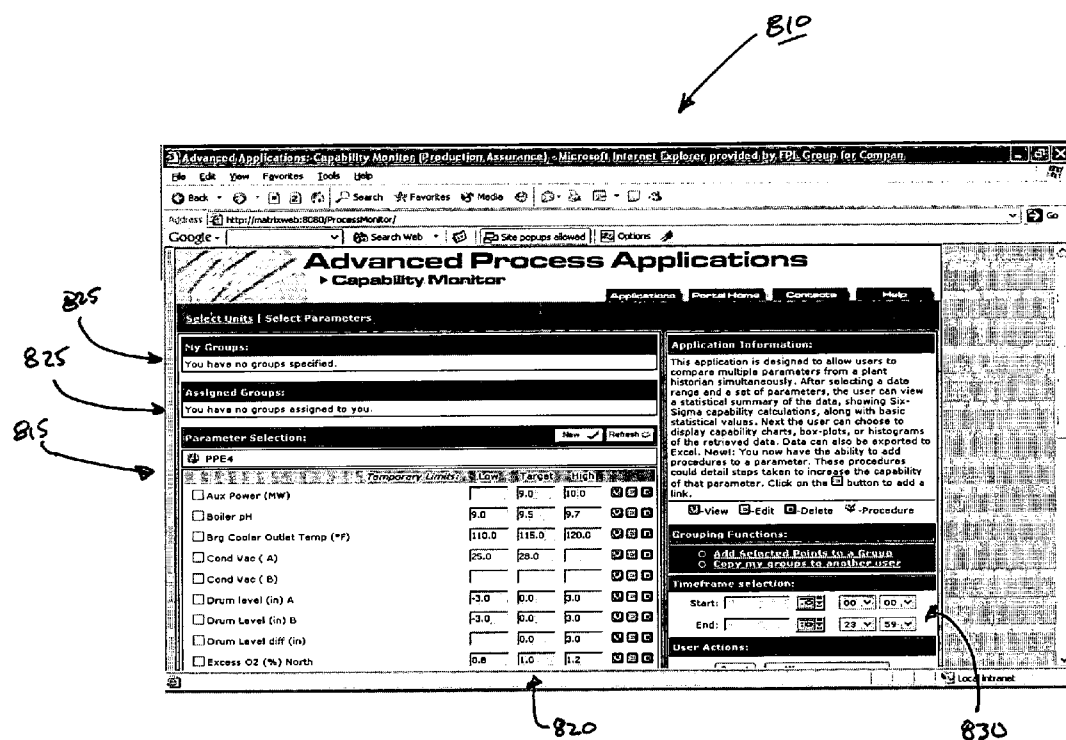 810
Advanced Applications: Capability Monitor (Production Assurance) - Microsoft Internet Explorer provided by FPL Group for Compan
File Edit View Favorites Tools Help
Back Search Favorites Media
Address http://matrixweb:8080/ProcessMonitor/ Go
Google - Search Web Site popups allowed Options
Advanced Process Applications
Capability Monitor
Applications Portal Home Contacts Help
Select Units | Select Parameters
825
My Groups:
You have no groups specified.
825
Assigned Groups:
You have no groups assigned to you.
815
Parameter Selection: New Refresh
PPE4
Temporary Limits: Low Target High
Aux Power (MW) 9.0 10.0
Boiler pH 9.0 9.5 9.7
Brg Cooler Outlet Temp (°F) 110.0 115.0 120.0
Cond Vac ( A) 25.0 28.0
Cond Vac ( B)
Drum level (in) A -3.0 0.0 3.0
Drum Level (in) B -3.0 0.0 3.0
Drum Level diff (in) 0.0 3.0
Excess O2 (%) North 0.8 1.0 1.2
Application Information:
This application is designed to allow users to
compare multiple parameters from a plant
historian simultaneously. After selecting a date
range and a set of parameters, the user can view
a statistical summary of the data, showing Six-
Sigma capability calculations, along with basic
statistical values. Next the user can choose to
display capability charts, box-plots, or histograms
of the retrieved data. Data can also be exported to
Excel. New!: You now have the ability to add
procedures to a parameter. These procedures
could detail steps taken to increase the capability
of that parameter. Click on the button to add a
link.
-View -Edit -Delete -Procedure
Grouping Functions:
Add Selected Points to a Group
Copy my groups to another user
Timeframe selection:
Start: 00 00
End: 23 59
User Actions:
Local intranet
820
830